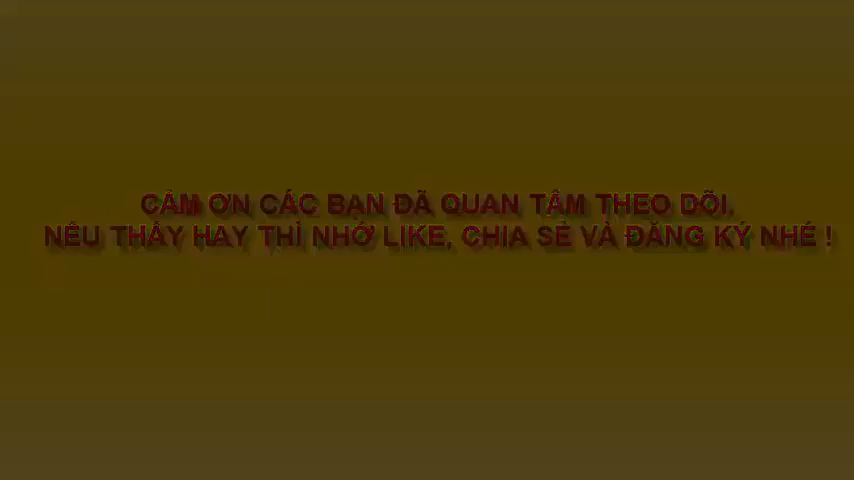 CẢM ƠN CÁC BẠN ĐÃ QUAN TÂM THEO DÕI,
NẾU THẤY HAY THÌ NHỚ LIKE, CHIA SẺ VÀ ĐĂNG KÝ NHÉ !